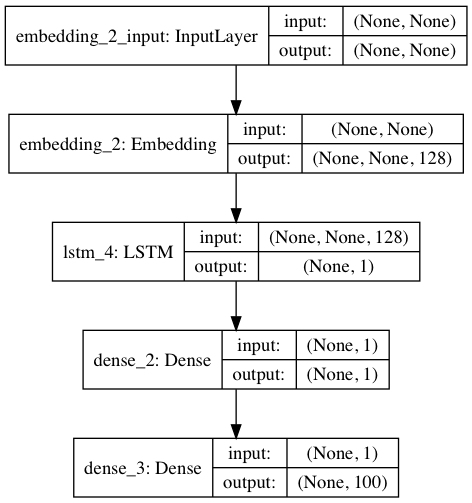 embedding_2_input: InputLayer
input: (None, None)
output: (None, None)
embedding_2: Embedding
input: (None, None)
output: (None, None, 128)
lstm_4: LSTM
input: (None, None, 128)
output: (None, 1)
dense_2: Dense
input: (None, 1)
output: (None, 1)
dense_3: Dense
input: (None, 1)
output: (None, 100)